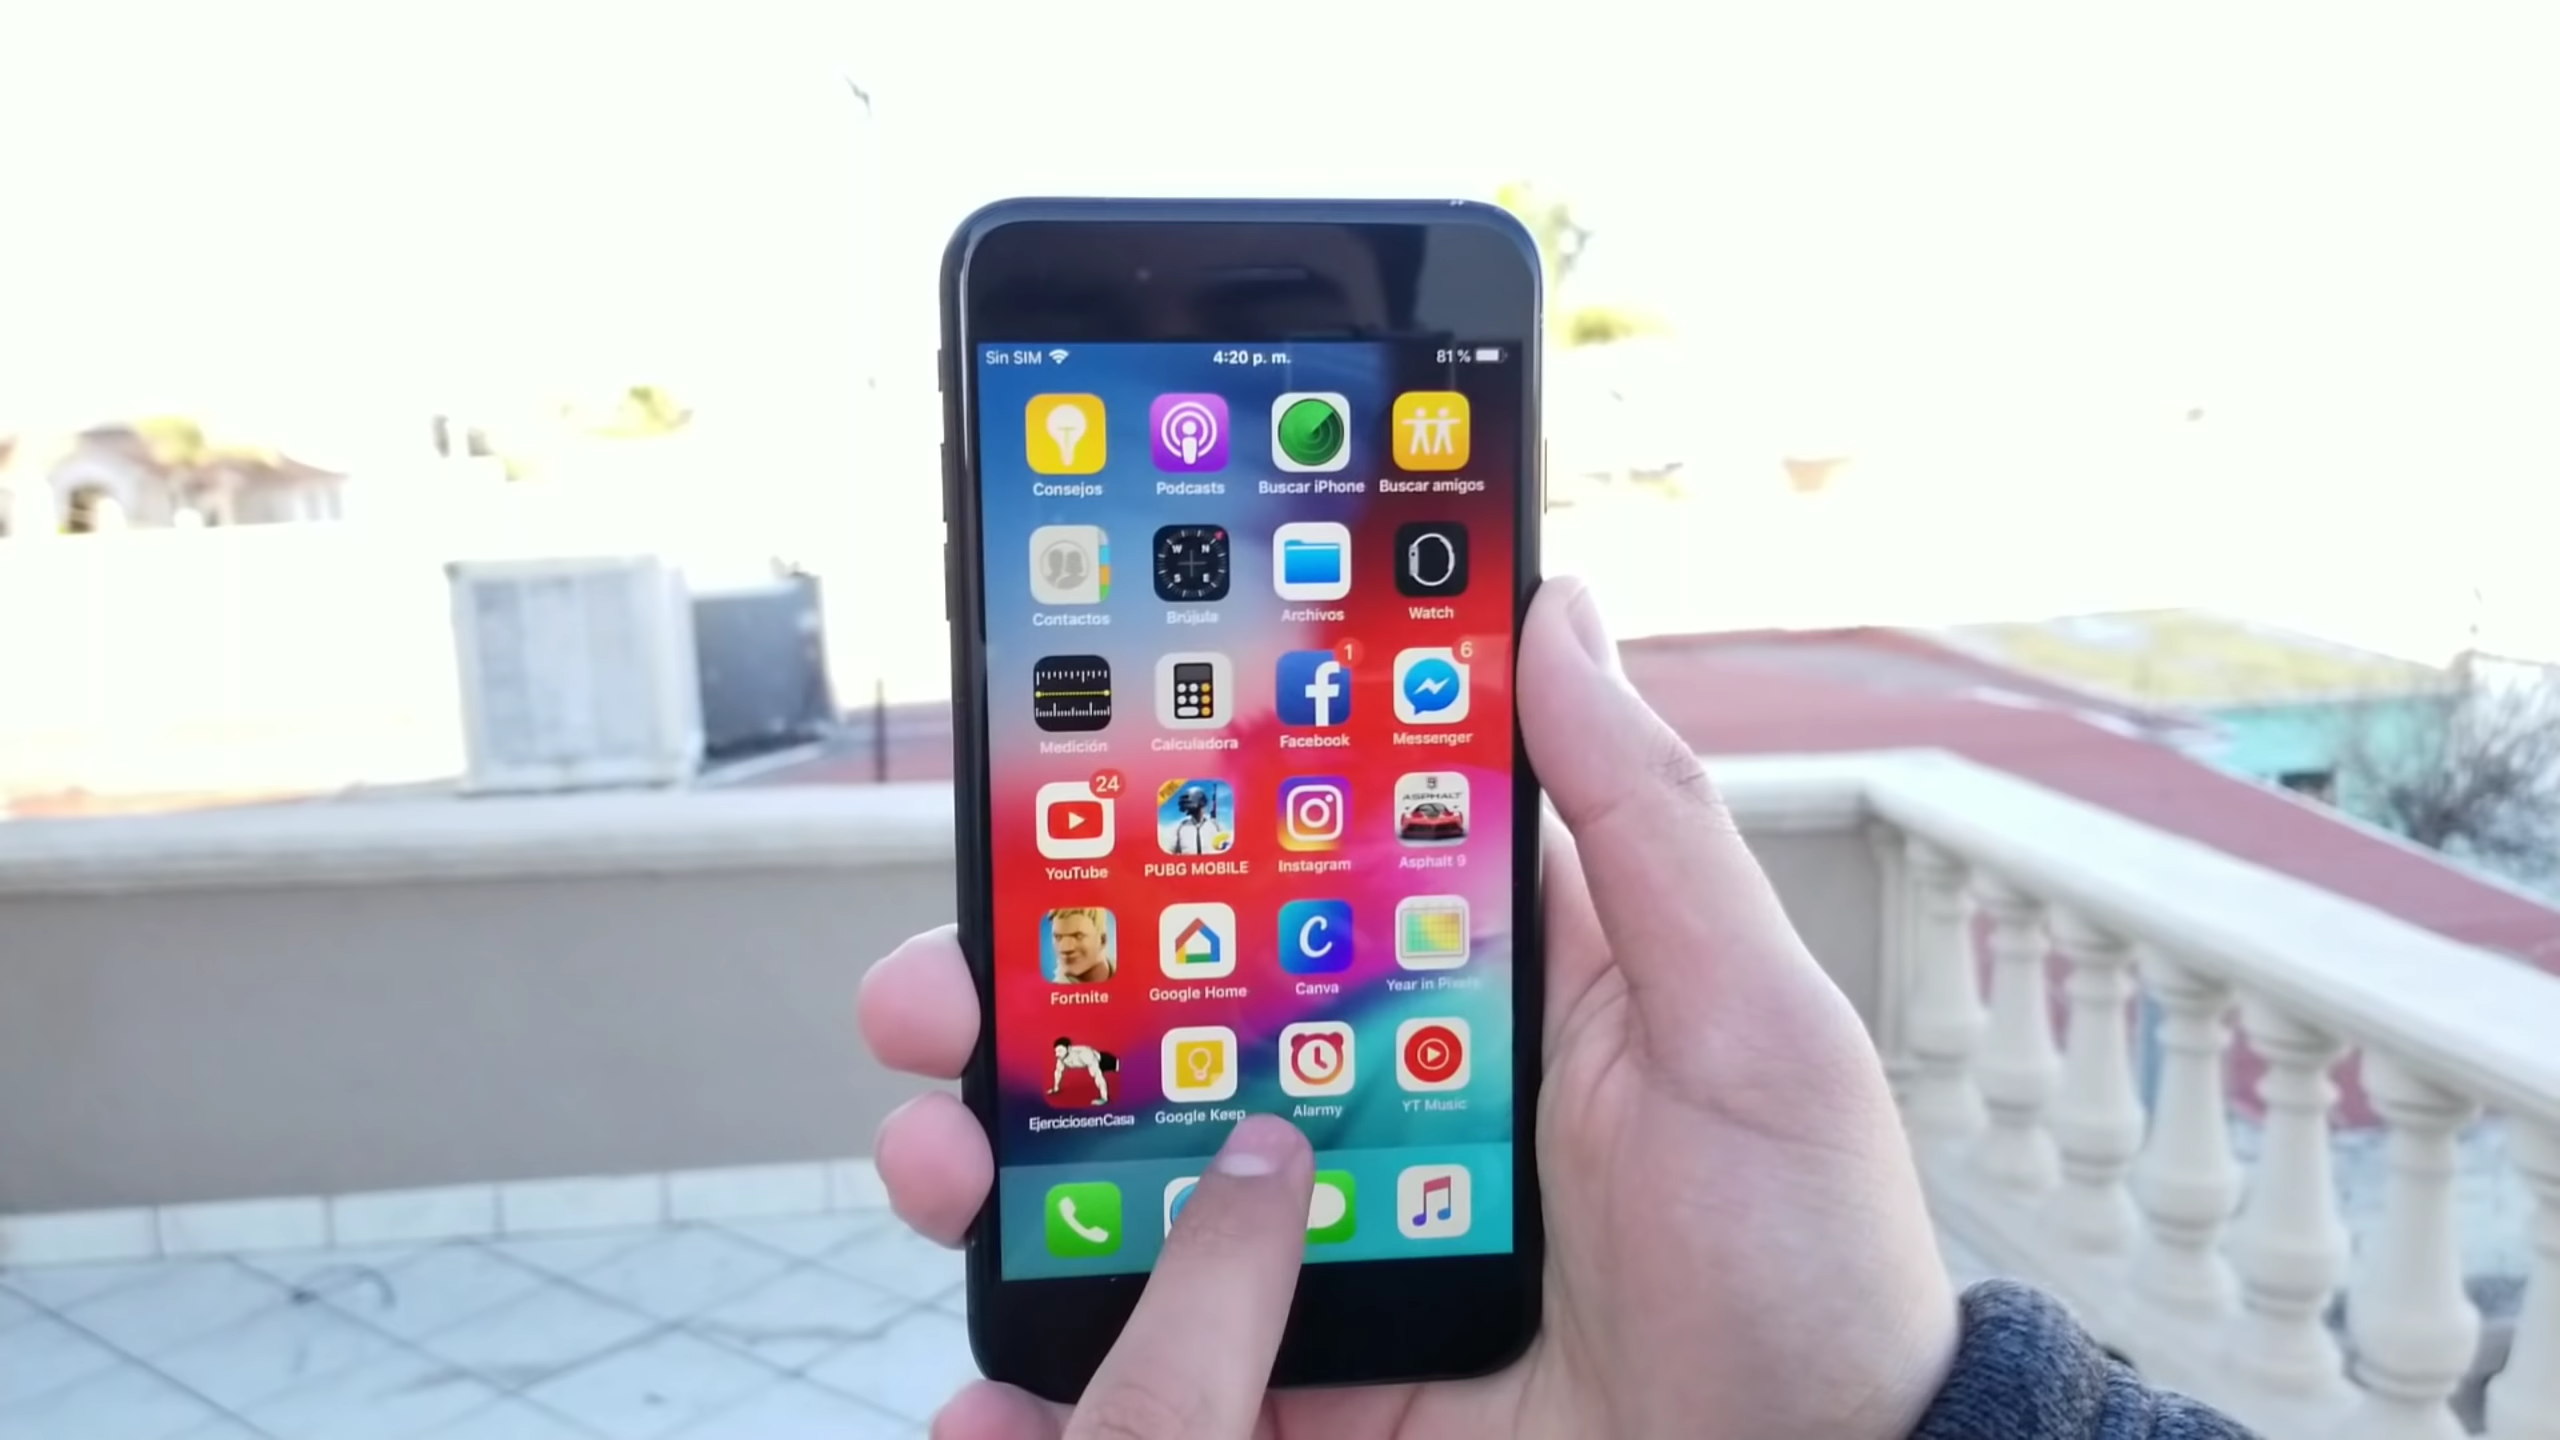 Sin SIM 4:20 p. m. 81 %
Consejos Podcasts Buscar iPhone Buscar amigos
W N S E
Contactos Brújula Archivos Watch
1 6
Medición Calculadora Facebook Messenger
24
ASPHALT
YouTube PUBG MOBILE Instagram Asphalt 9
C
Fortnite Google Home Canva Year in Pixels
EjerciciosenCasa Google Keep Alarmy YT Music